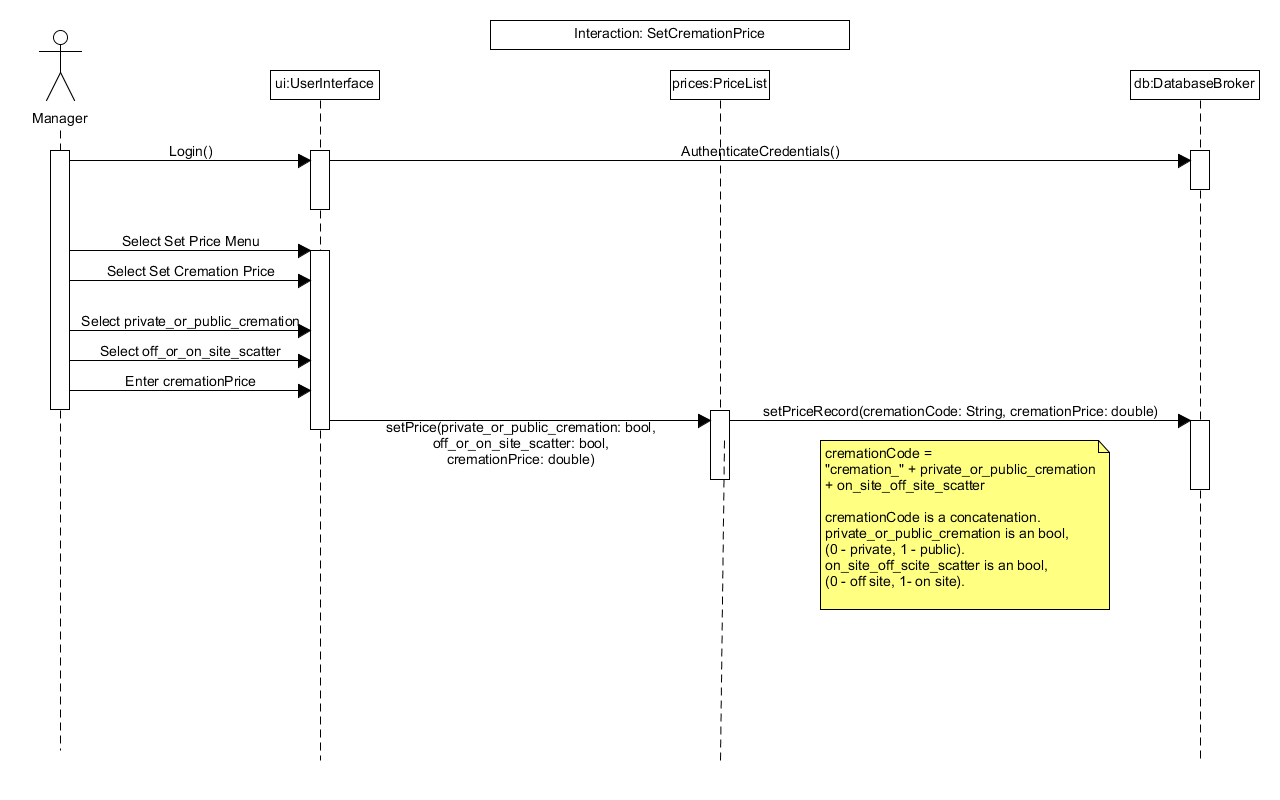 Interaction: SetCremationPrice
ui:UserInterface
prices:PriceList
db:DatabaseBroker
Manager
Login()
AuthenticateCredentials()
Select Set Price Menu
Select Set Cremation Price
Select private_or_public_cremation
Select off_or_on_site_scatter
Enter cremationPrice
setPrice(private_or_public_cremation: bool,
off_or_on_site_scatter: bool,
cremationPrice: double)
setPriceRecord(cremationCode: String, cremationPrice: double)
cremationCode =
"cremation_" + private_or_public_cremation
+ on_site_off_site_scatter
cremationCode is a concatenation.
private_or_public_cremation is an bool,
(0 - private, 1 - public).
on_site_off_scite_scatter is an bool,
(0 - off site, 1- on site).